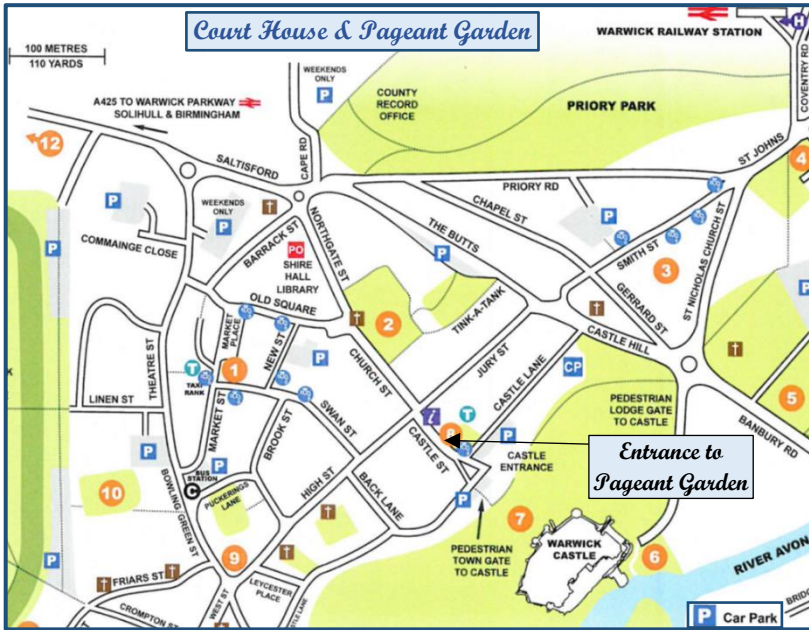 Court House & Pageant Garden
100 METRES
110 YARDS
WEEKENDS
ONLY
P
WARWICK RAILWAY STATION
H
COVENTRY RD
A425 TO WARWICK PARKWAY
SOLIHULL & BIRMINGHAM
COUNTY
RECORD
OFFICE
PRIORY PARK
12
SALTISFORD
CAPE RD
ST JOHNS
4
PRIORY RD
CHAPEL ST
P
WEEKENDS
ONLY
P
BARRACK ST
NORTHGATE ST
THE BUTTS
P
P
SMITH ST
ST NICHOLAS CHURCH ST
3
COMMAINGE CLOSE
P
PO
SHIRE
HALL
LIBRARY
OLD SQUARE
2
TINK-A-TANK
GERRARD ST
P
CASTLE HILL
THEATRE ST
MARKET
PLACE
NEW ST
P
CHURCH ST
JURY ST
CASTLE LANE
T
TAXI
RANK
1
CP
LINEN ST
MARKET ST
SWAN ST
BROOK ST
i
T
8
PEDESTRIAN
LODGE GATE
TO CASTLE
5
BANBURY RD
P
P
BUS
STATION
C
HIGH ST
BACK LANE
CASTLE ST
P
CASTLE
ENTRANCE
Entrance to
Pageant Garden
10
BOWLING GREEN ST
PUCKERINGS
LANE
P
7
WARWICK
CASTLE
PEDESTRIAN
TOWN GATE
TO CASTLE
6
RIVER AVON
P
9
FRIARS ST
LEYCESTER
PLACE
WEST ST
CROMPTON ST
P Car Park